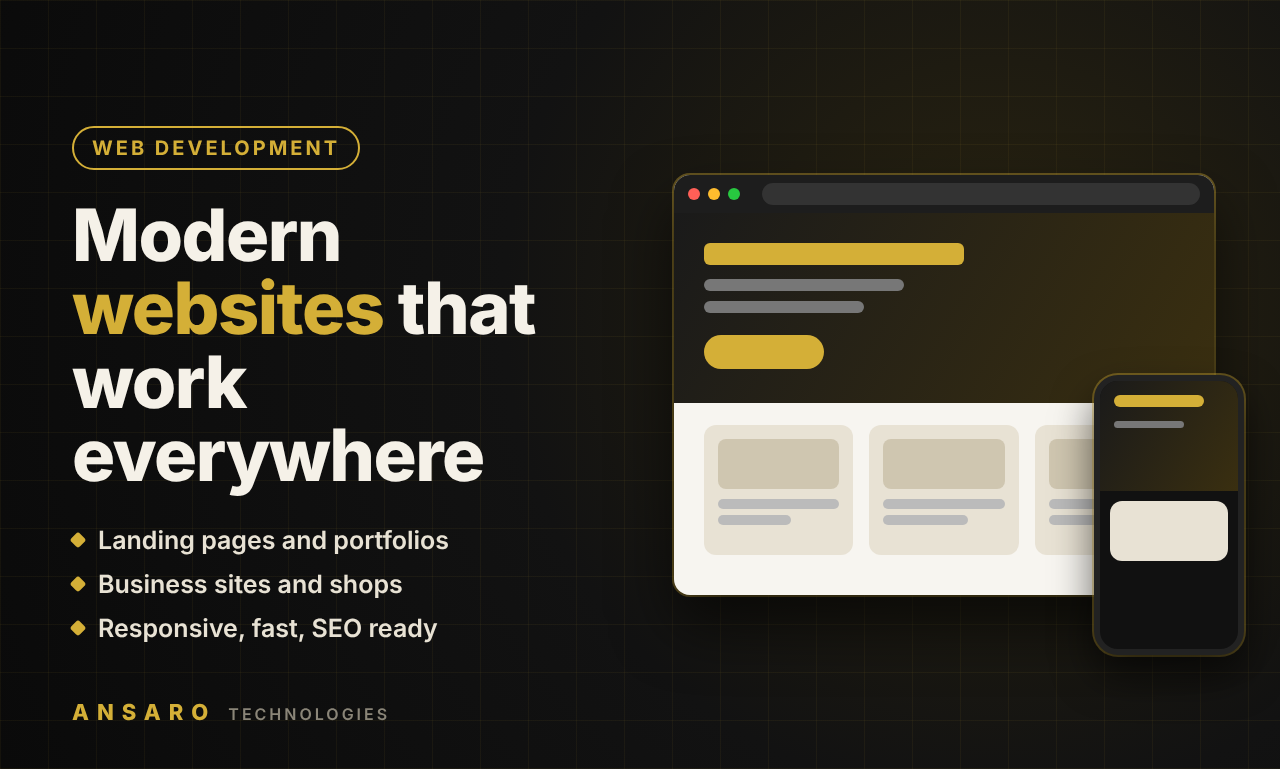 WEB DEVELOPMENT
Modern
websites that
work
everywhere
Landing pages and portfolios
Business sites and shops
Responsive, fast, SEO ready
ANSARO TECHNOLOGIES